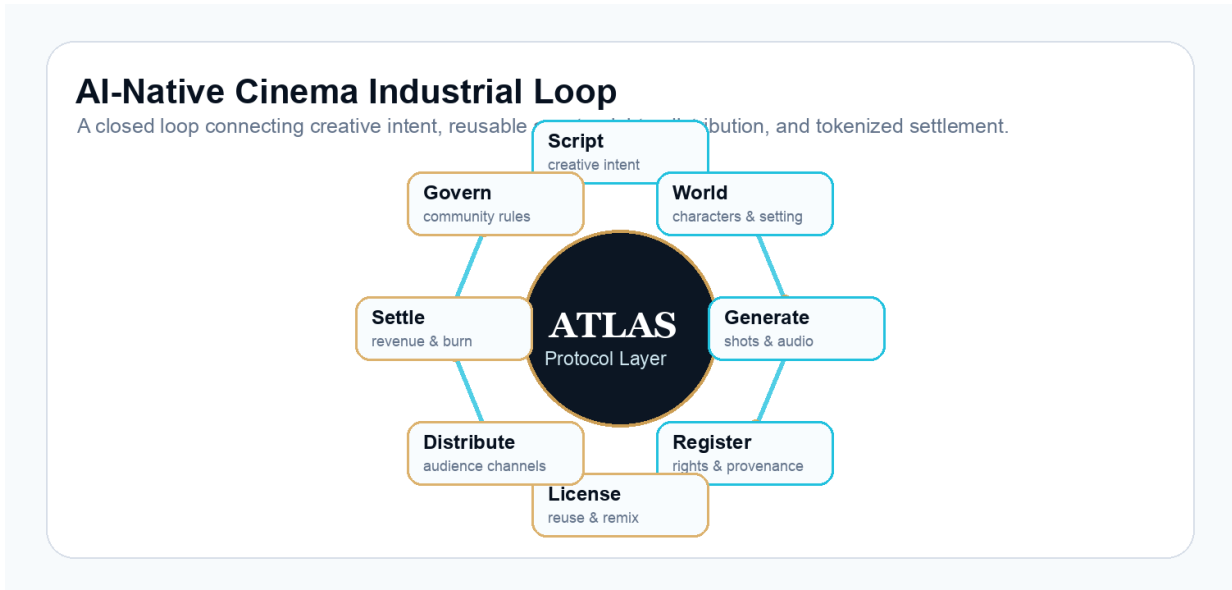 AI-Native Cinema Industrial Loop
A closed loop connecting creative intent, reusable distribution, and tokenized settlement.
Script
creative intent
Govern
community rules
World
characters & setting
ATLAS
Protocol Layer
Settle
revenue & burn
Generate
shots & audio
Distribute
audience channels
Register
rights & provenance
License
reuse & remix